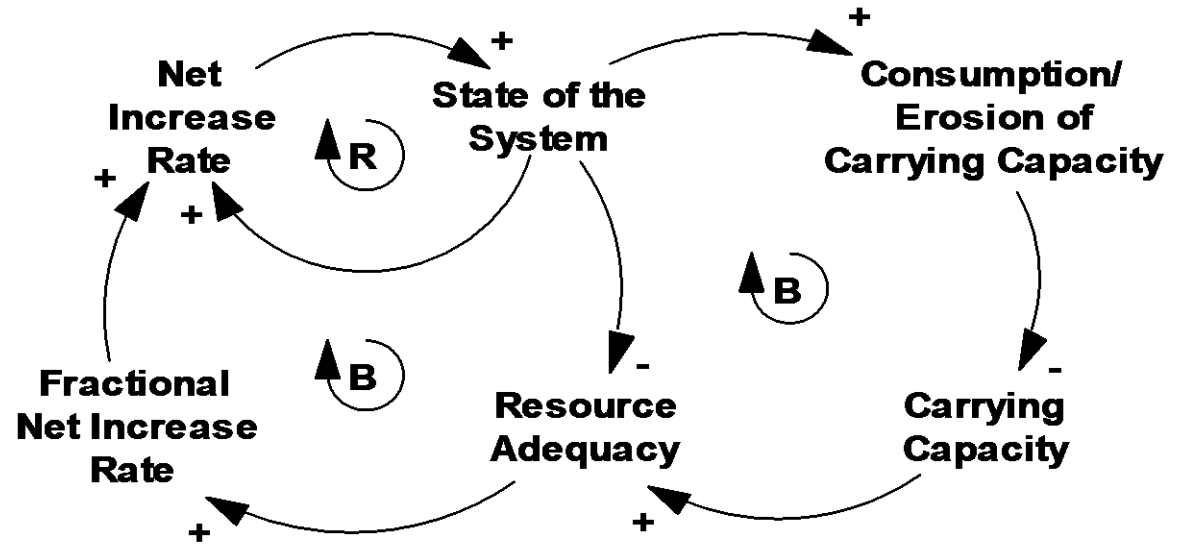 +
Net
Increase
Rate
+
+
R
+
State of the
System
+
Consumption/
Erosion of
Carrying Capacity
B
B
Fractional
Net Increase
Rate
+
-
Resource
Adequacy
+
-
Carrying
Capacity